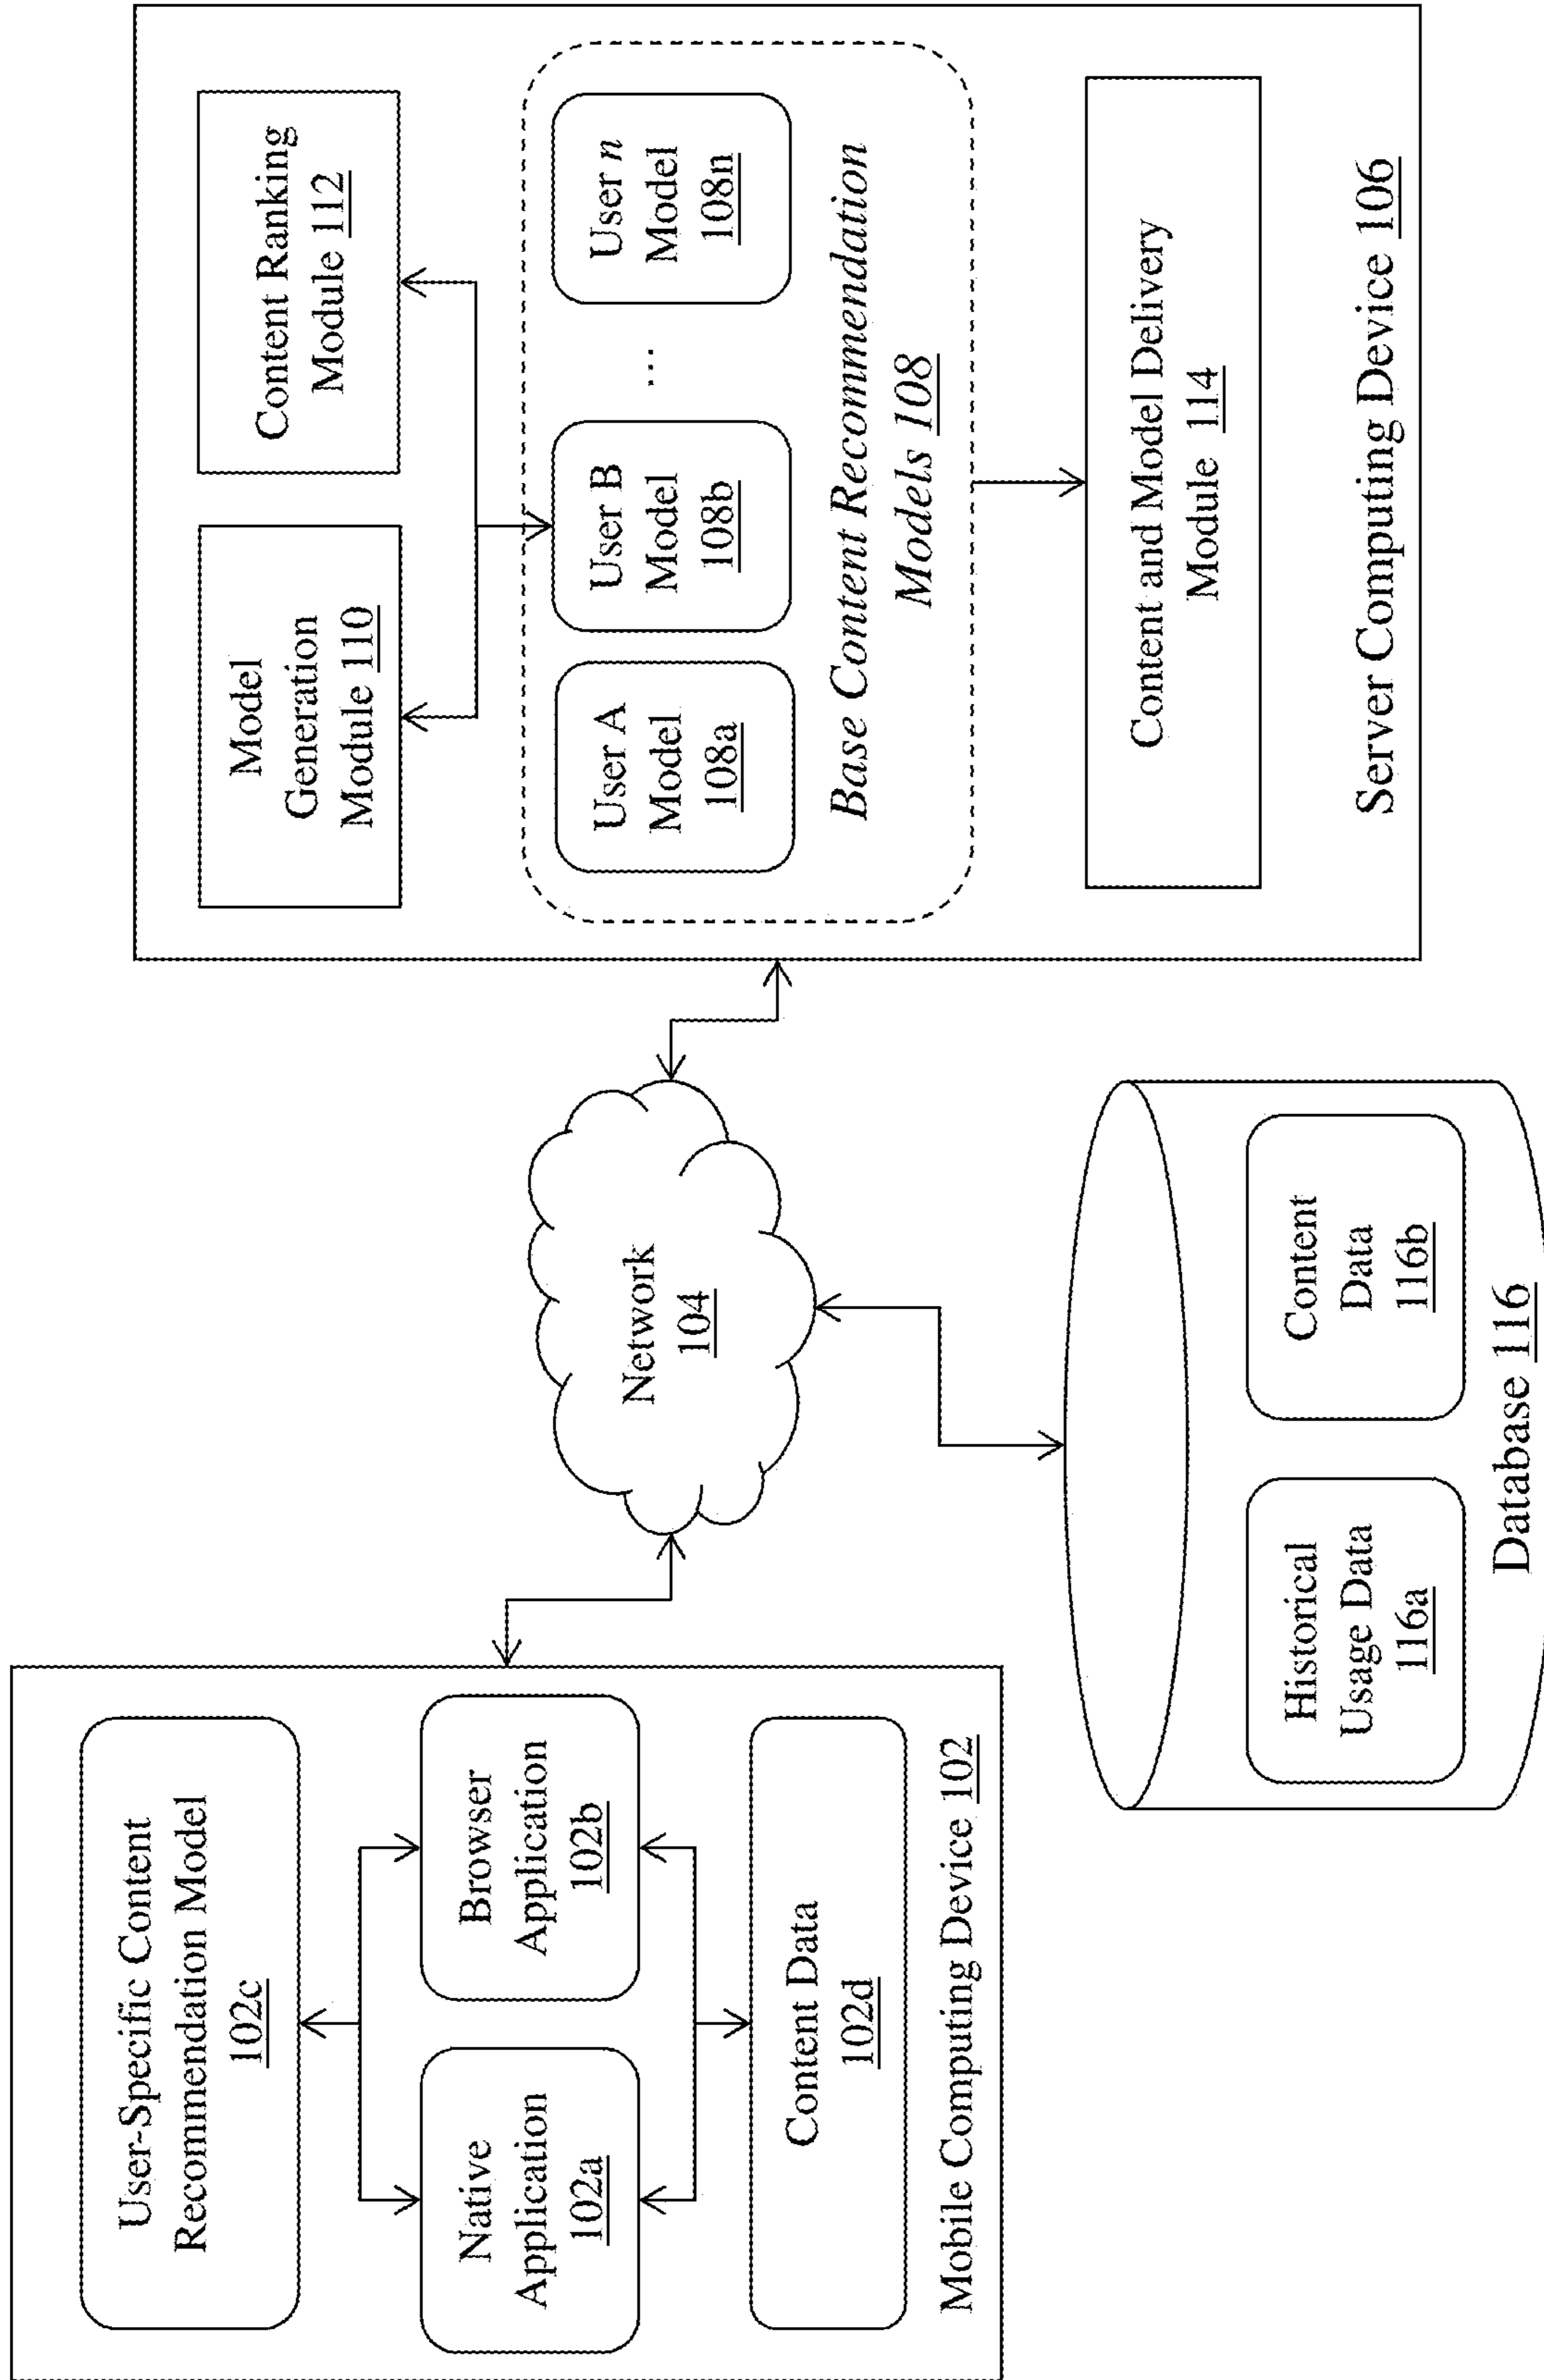 User-Specific Content
Recommendation Model
102c
Native
Application
102a
Browser
Application
102b
Content Data
102d
Mobile Computing Device 102
Network
104
Historical
Usage Data
116a
Content
Data
116b
Database 116
Model
Generation
Module 110
Content Ranking
Module 112
User A
Model
108a
User B
Model
108b
...
User n
Model
108n
Base Content Recommendation
Models 108
Content and Model Delivery
Module 114
Server Computing Device 106